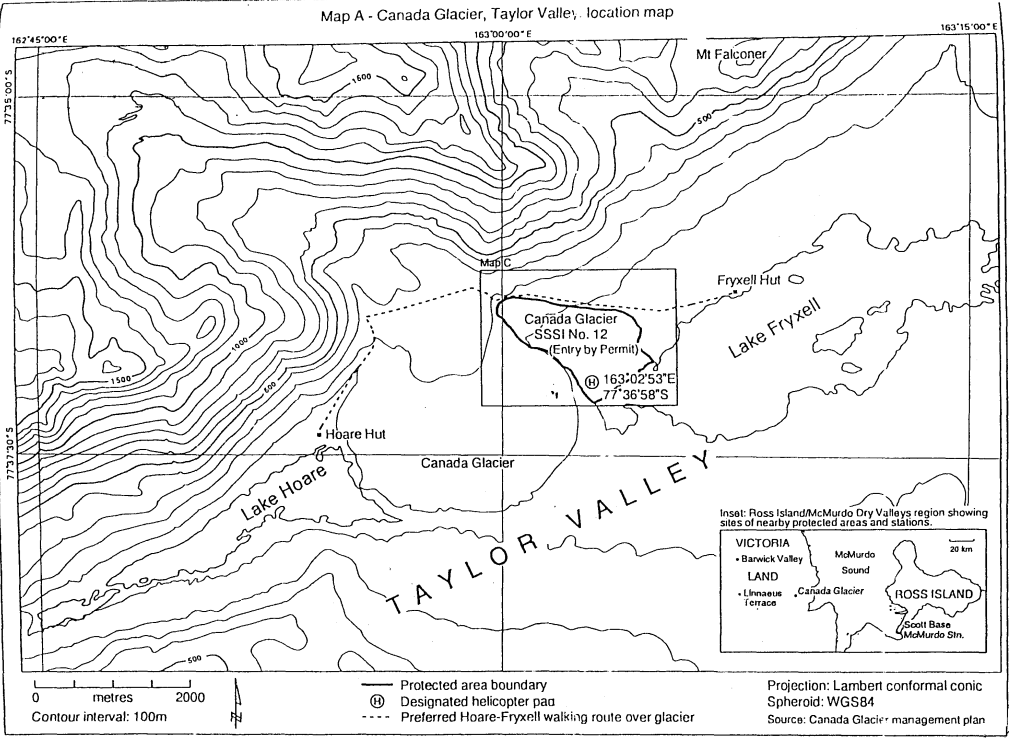 Map A - Canada Glacier, Taylor Valley. location map
162°45'00"E
163°00'00"E
163°15'00"E
77°35'00"S
Mt Falconer
1500
500
Map C
Fryxell Hut
Canada Glacier
SSSI No. 12
(Entry by Permit)
Lake Fryxell
H 163°02'53"E
77°36'58"S
1000
1500
500
77°37'30"S
Hoare Hut
Canada Glacier
Lake Hoare
TAYLOR VALLEY
500
Inset: Ross Island/McMurdo Dry Valleys region showing
sites of nearby protected areas and stations.
VICTORIA
LAND
Barwick Valley
Linnaeus
Terrace
Canada Glacier
McMurdo
Sound
20 km
ROSS ISLAND
Scott Base
McMurdo Stn.
0 metres 2000
Contour interval: 100m
N
Protected area boundary
H Designated helicopter pad
Preferred Hoare-Fryxell walking route over glacier
Projection: Lambert conformal conic
Spheroid: WGS84
Source: Canada Glacier management plan